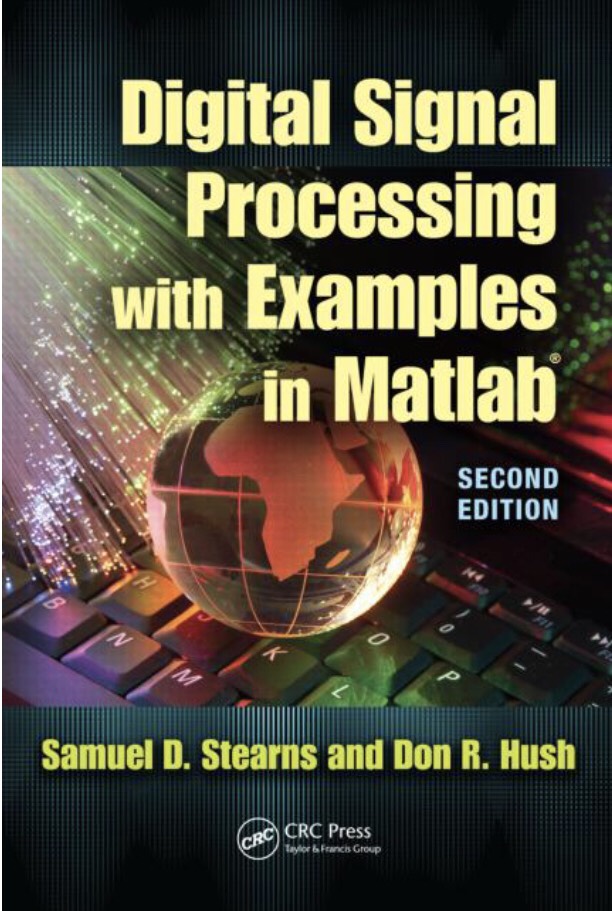 Digital Signal
Processing
with Examples
in Matlab®
SECOND
EDITION
B
H
N
J
M
K
L
O
P
)
0
Samuel D. Stearns and Don R. Hush
CRC
CRC Press
Taylor & Francis Group